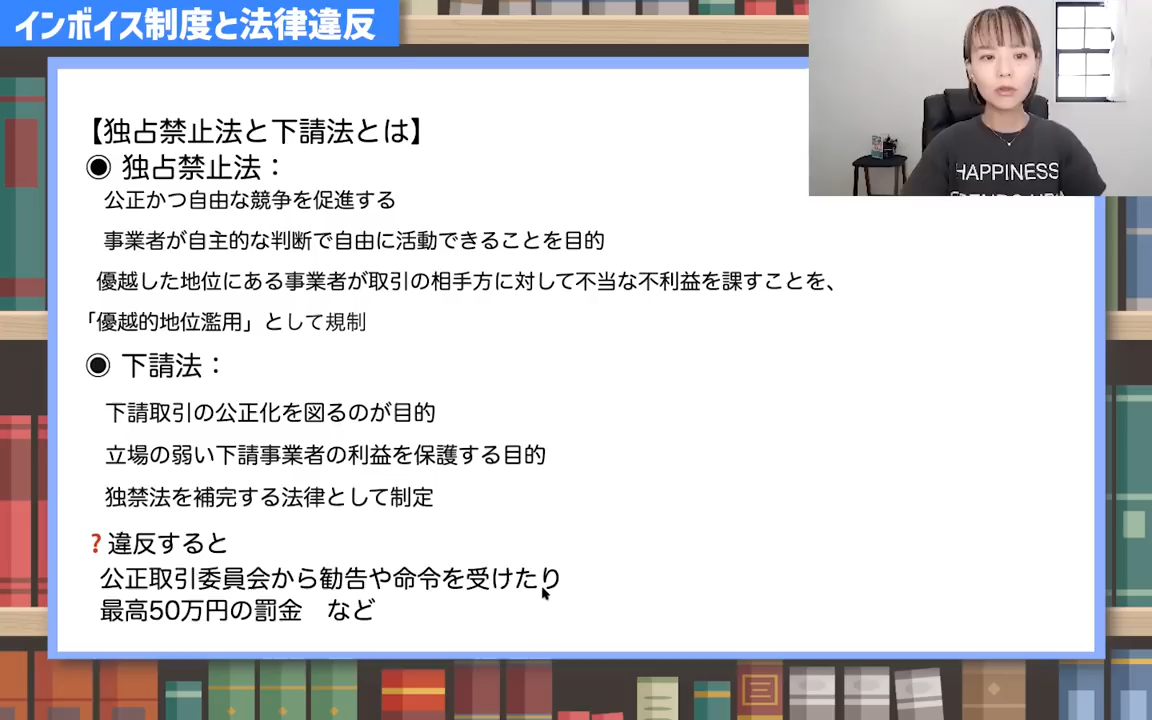 インボイス制度と法律違反
【独占禁止法と下請法とは】
◉ 独占禁止法：
公正かつ自由な競争を促進する
事業者が自主的な判断で自由に活動できることを目的
優越した地位にある事業者が取引の相手方に対して不当な不利益を課すことを、
「優越的地位濫用」として規制
◉ 下請法：
下請取引の公正化を図るのが目的
立場の弱い下請事業者の利益を保護する目的
独禁法を補完する法律として制定
❓違反すると
公正取引委員会から勧告や命令を受けたり
最高50万円の罰金　など
HAPPINESS